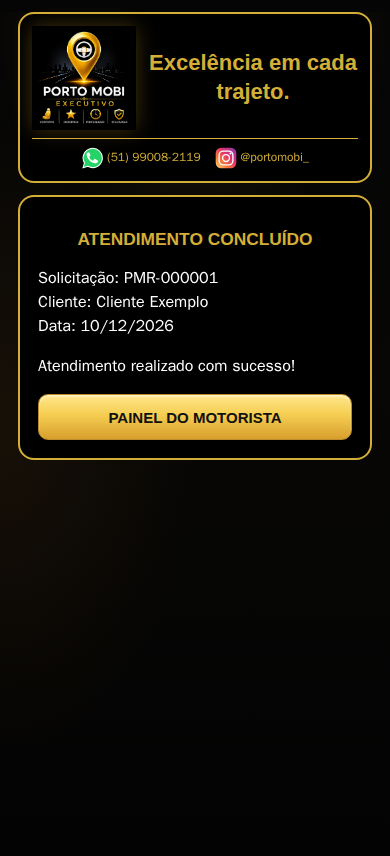 PORTO MOBI
EXECUTIVO
Excelência em cada
trajeto.
(51) 99008-2119
@portomobi_
ATENDIMENTO CONCLUÍDO
Solicitação: PMR-000001
Cliente: Cliente Exemplo
Data: 10/12/2026
Atendimento realizado com sucesso!
PAINEL DO MOTORISTA